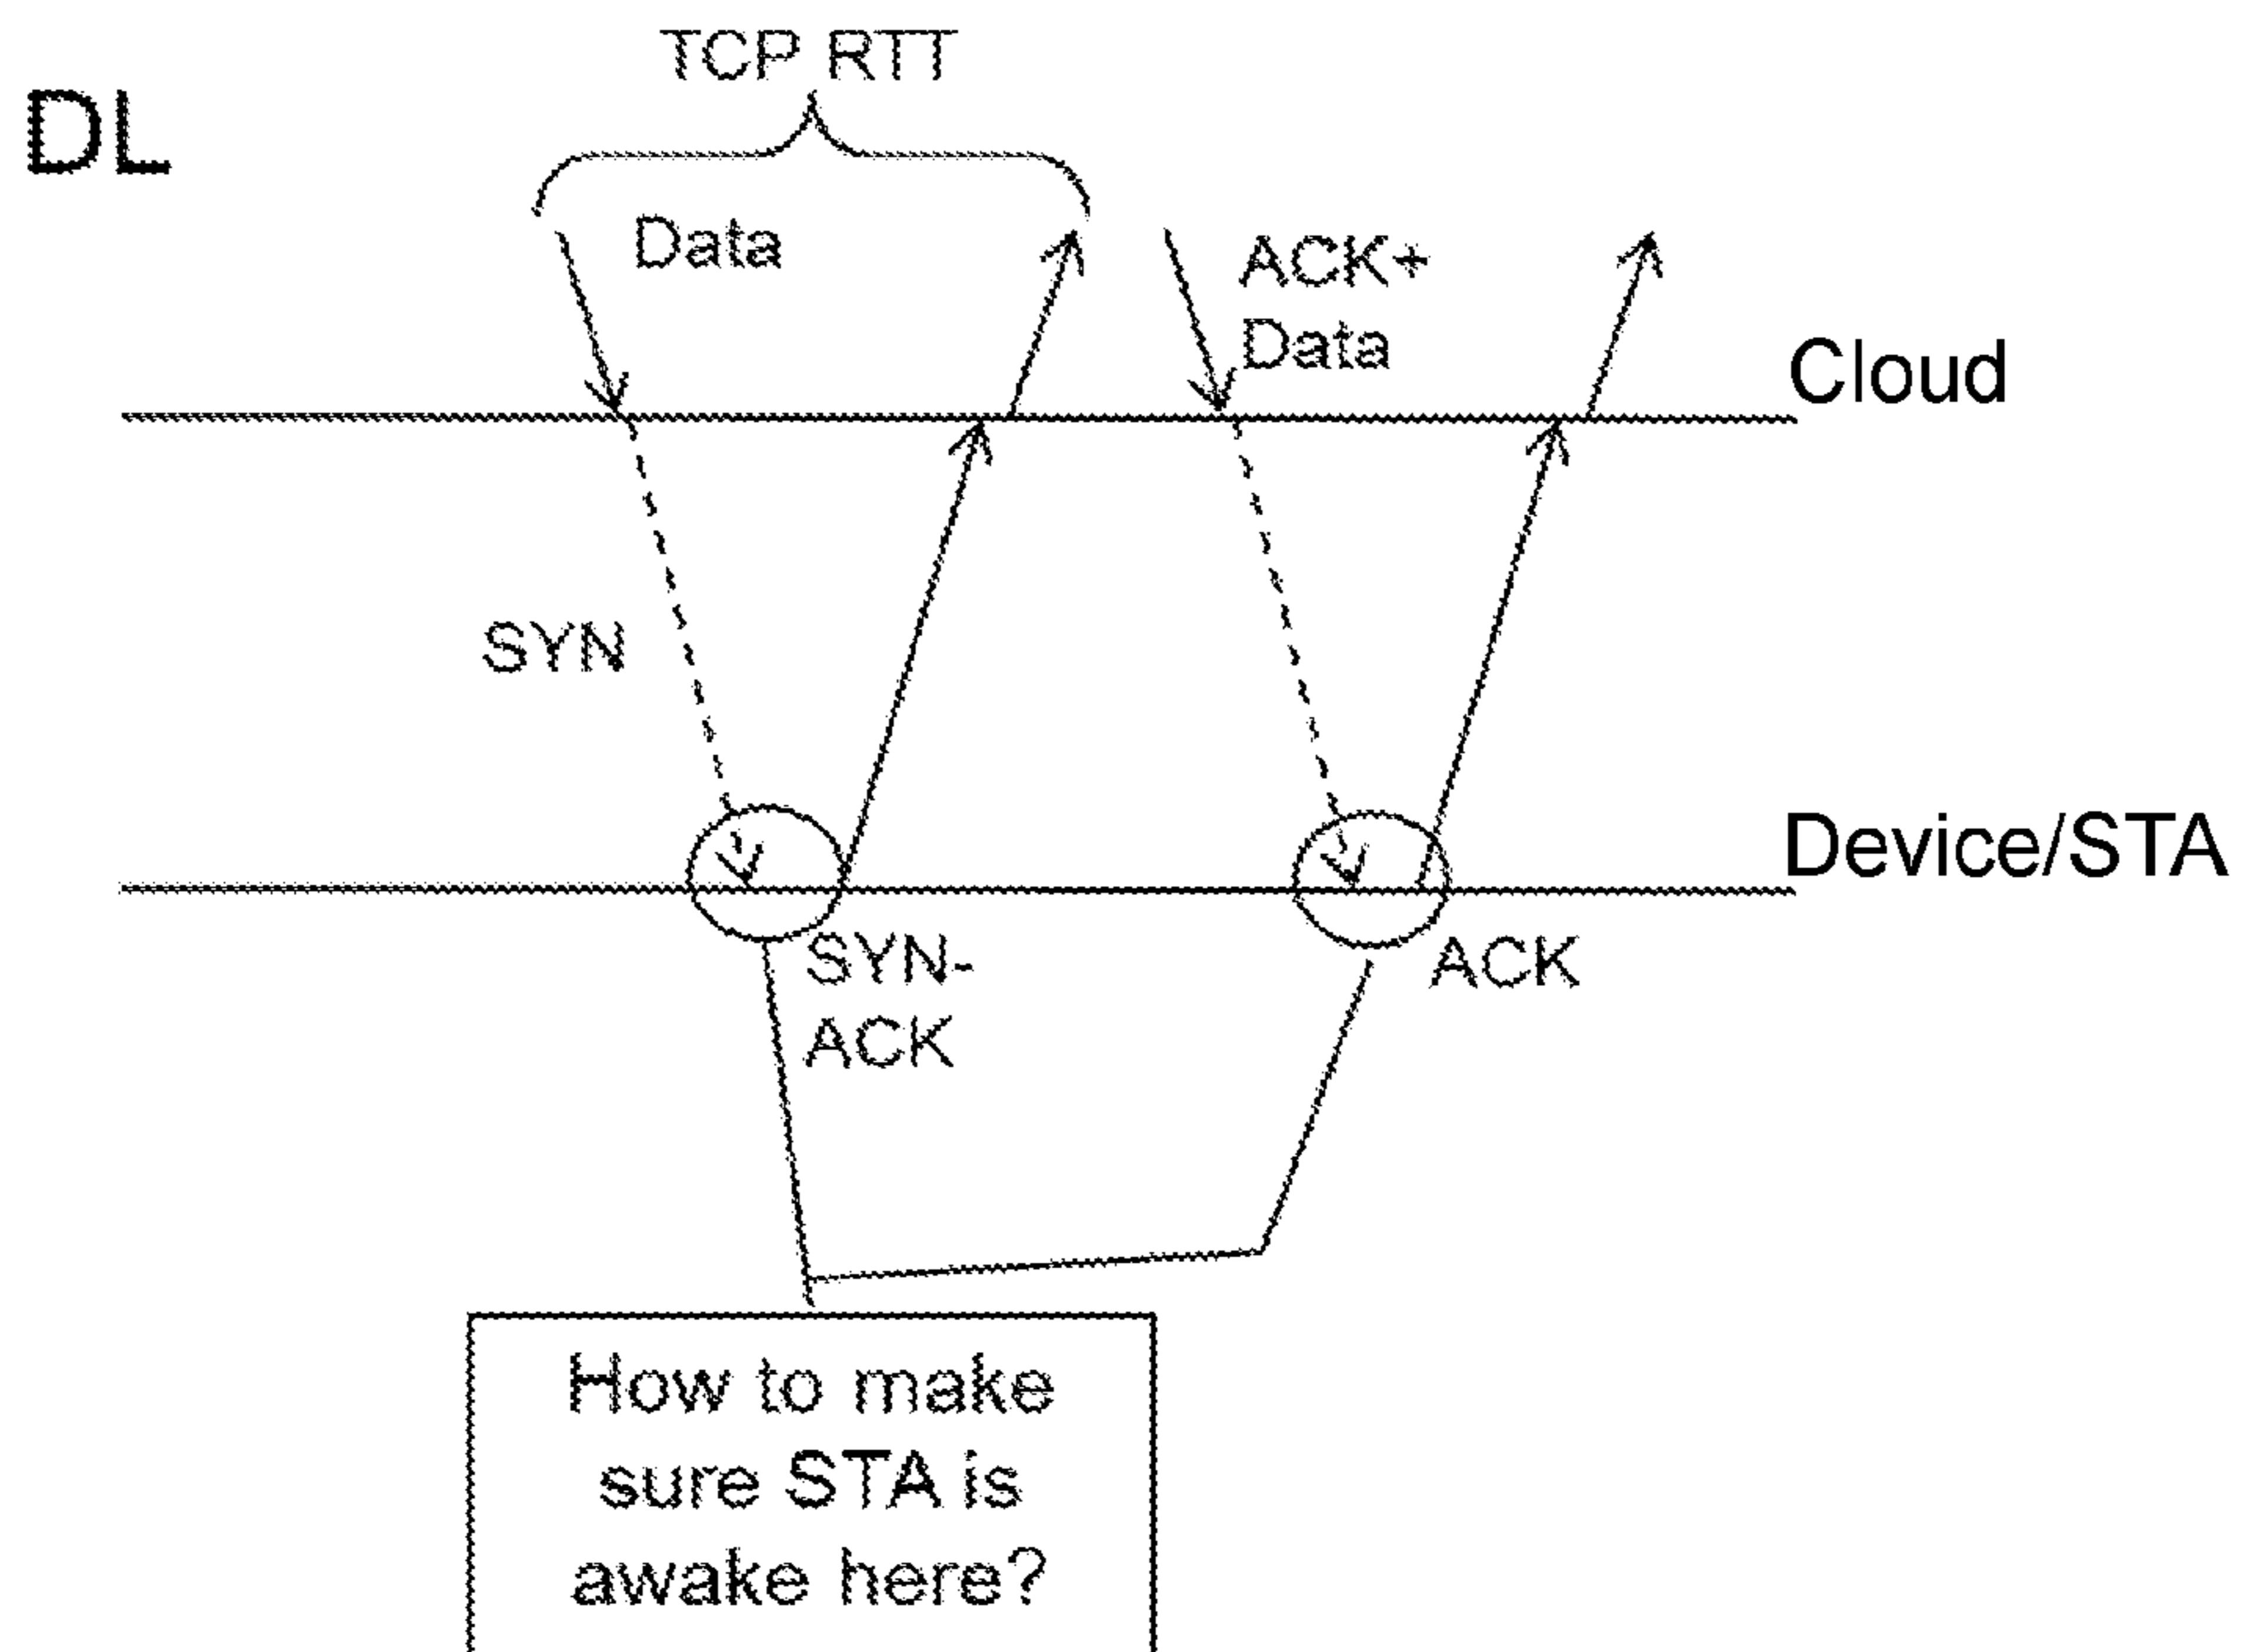 TCP RTT
DL
Data
ACK+
Data
Cloud
SYN
Device/STA
SYN-
ACK
ACK
How to make
sure STA is
awake here?